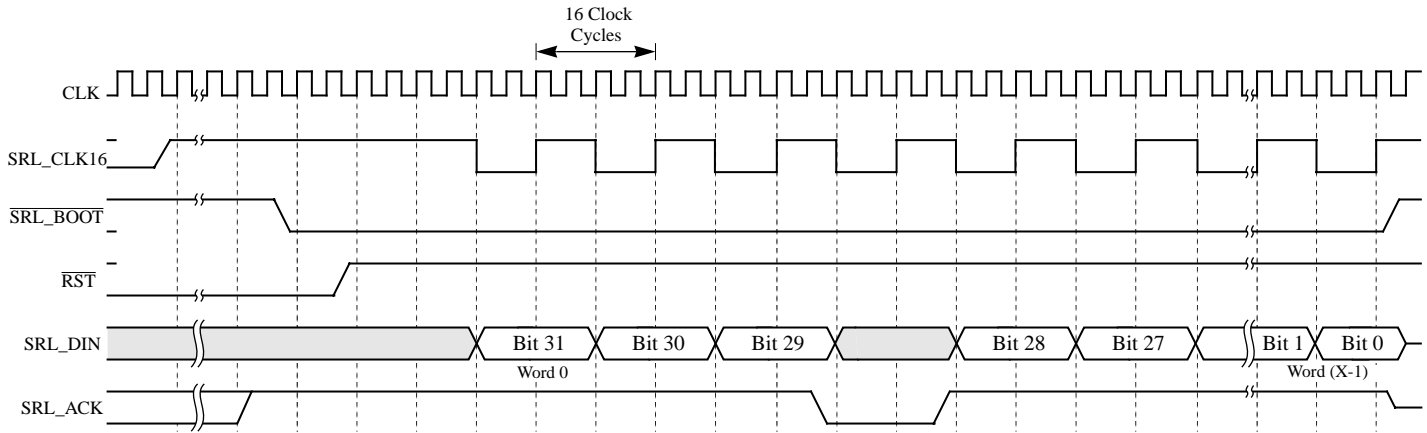 16 Clock
Cycles
CLK
SRL_CLK16
SRL_BOOT
RST
SRL_DIN
Bit 31
Bit 30
Bit 29
Bit 28
Bit 27
Bit 1
Bit 0
Word 0
Word (X-1)
SRL_ACK